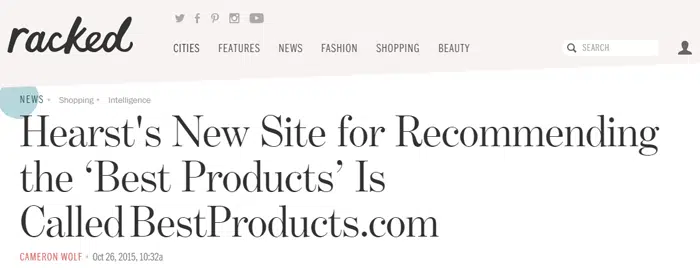 racked
CITIES FEATURES NEWS FASHION SHOPPING BEAUTY
SEARCH
NEWS Shopping Intelligence
Hearst's New Site for Recommending
the ‘Best Products’ Is
Called BestProducts.com
CAMERON WOLF • Oct 26, 2015, 10:32a